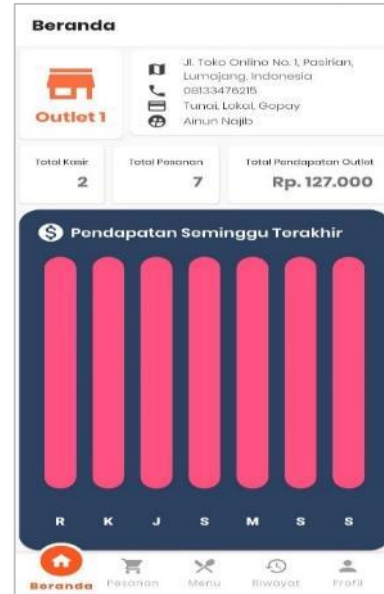 Beranda
Outlet 1
Jl. Toko Online No. 1, Pasirian,
Lumajang, Indonesia
08133476215
Tunai, Lokal, Gopay
Ainun Najib
Total Kasir
2
Total Pesanan
7
Total Pendapatan Outlet
Rp. 127.000
Pendapatan Seminggu Terakhir
R K J S M S S
Beranda Pesanan Menu Riwayat Profil